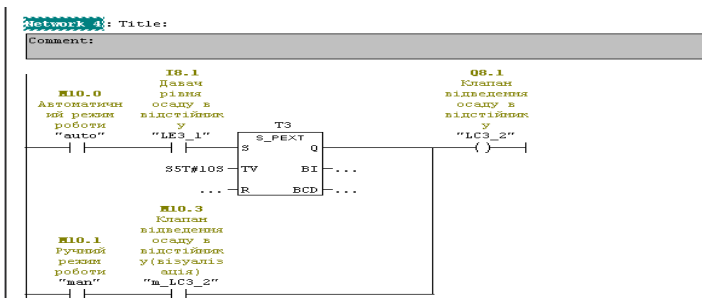 Network 4: Title:
Comment:
I8.1
Давач
рівня
осаду в
відстійник
у
"LE3_1"
M10.0
Автоматичн
ий режим
роботи
"auto"
Q8.1
Клапан
відведення
осаду в
відстійник
у
"LC3_2"
T3
S_PEXT
S Q
S5T#10S TV BI ...
... R BCD ...
M10.3
Клапан
відведення
осаду в
відстійник
у(візуаліз
ація)
"m_LC3_2"
M10.1
Ручний
режим
роботи
"man"